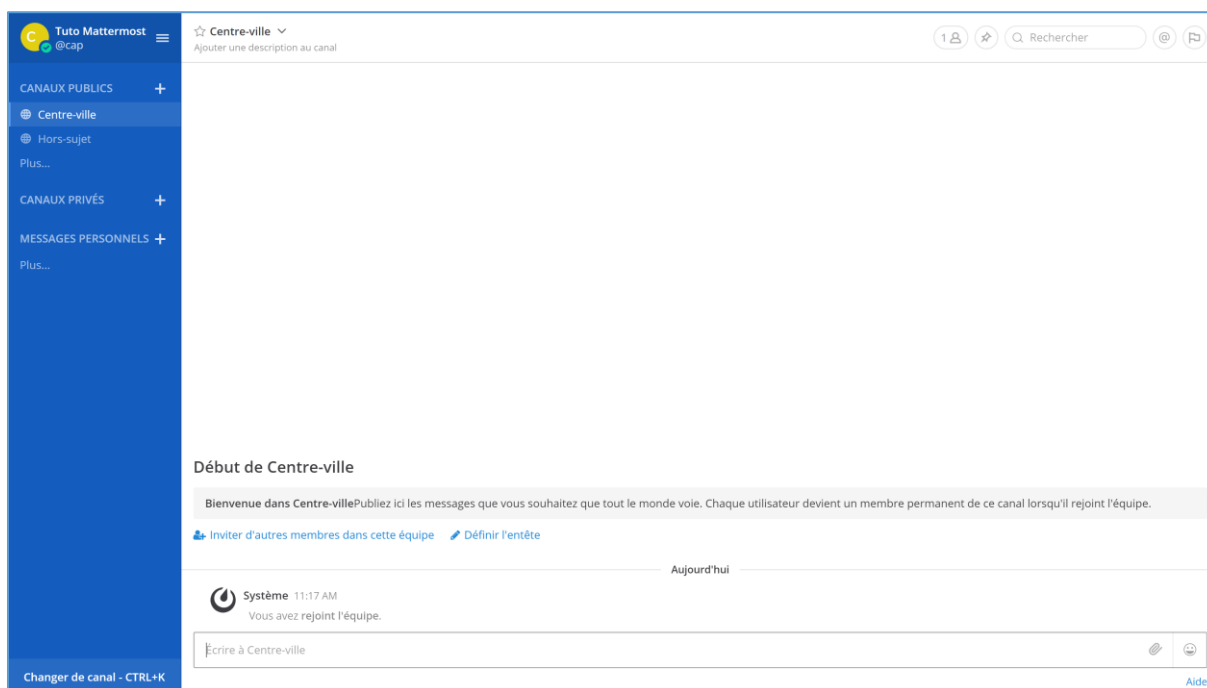 C
Tuto Mattermost
@cap
CANAUX PUBLICS
Centre-ville
Hors-sujet
Plus...
CANAUX PRIVÉS
MESSAGES PERSONNELS
Plus...
Changer de canal - CTRL+K
Centre-ville
Ajouter une description au canal
1
Rechercher
@
Début de Centre-ville
Bienvenue dans Centre-villePubliez ici les messages que vous souhaitez que tout le monde voie. Chaque utilisateur devient un membre permanent de ce canal lorsqu'il rejoint l'équipe.
Inviter d'autres membres dans cette équipe Définir l'entête
Aujourd'hui
Système 11:17 AM
Vous avez rejoint l'équipe.
Écrire à Centre-ville
Aide